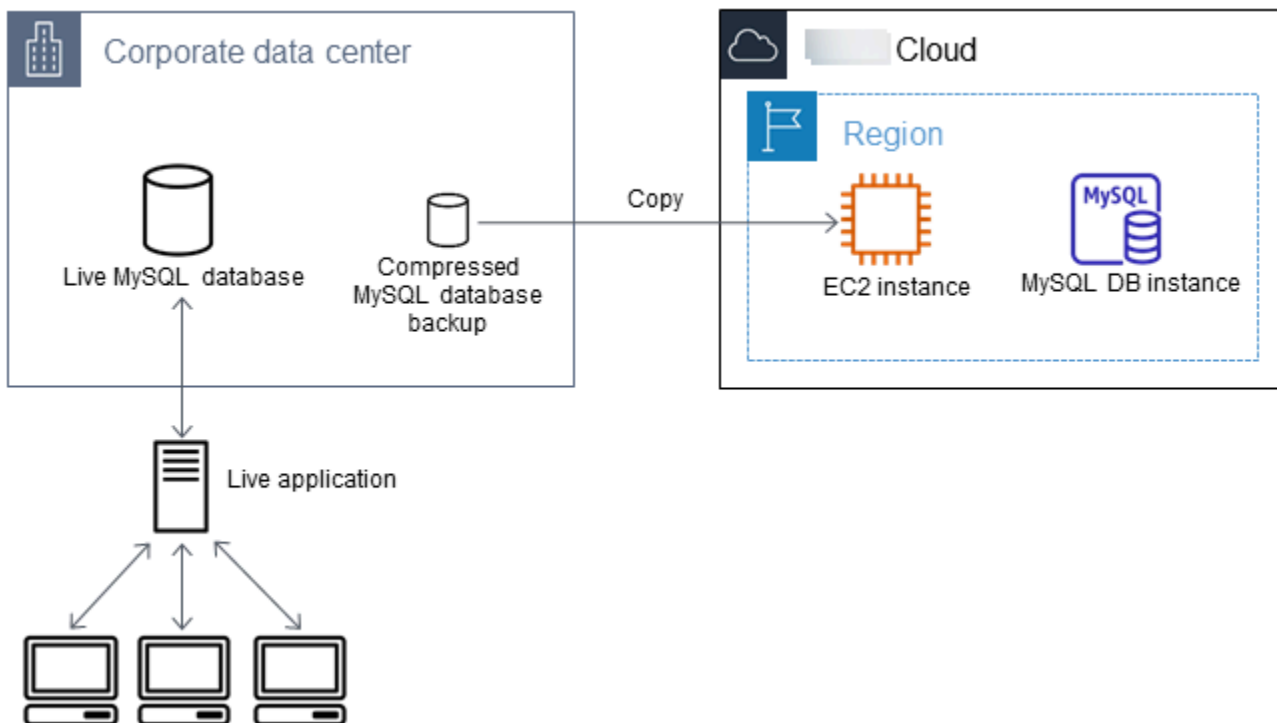 Corporate data center
Cloud
Region
Copy
MySQL
Live MySQL database
Compressed
MySQL database
backup
EC2 instance
MySQL DB instance
Live application